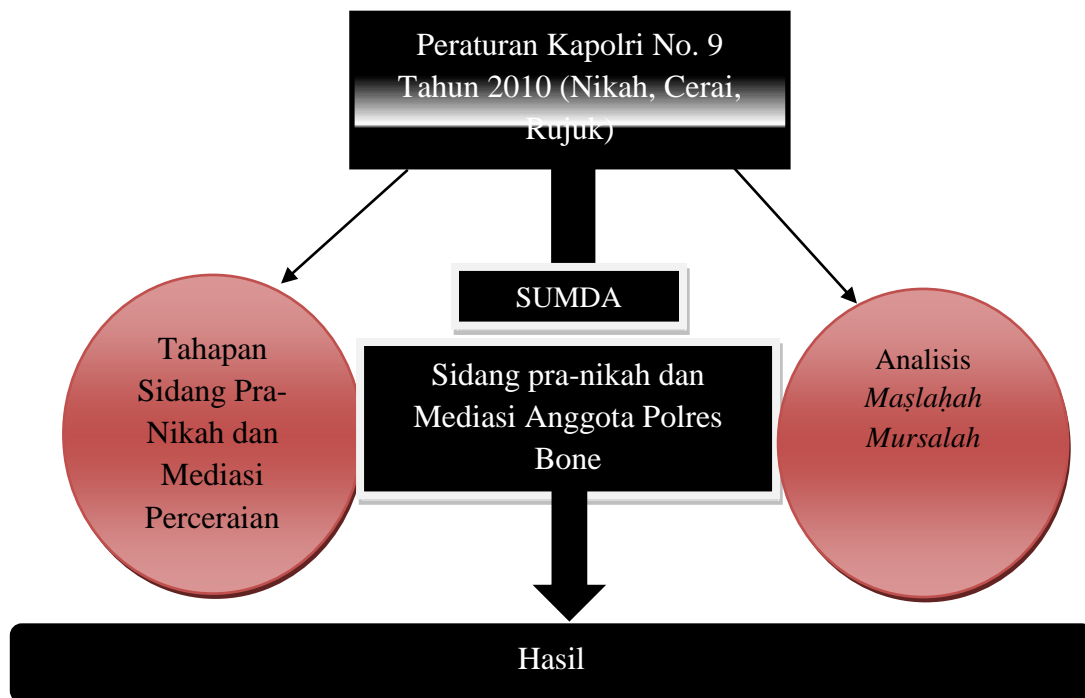 Peraturan Kapolri No. 9
Tahun 2010 (Nikah, Cerai,
Rujuk)
SUMDA
Tahapan
Sidang Pra-
Nikah dan
Mediasi
Perceraian
Sidang pra-nikah dan
Mediasi Anggota Polres
Bone
Analisis
Maṣlaḥah
Mursalah
Hasil